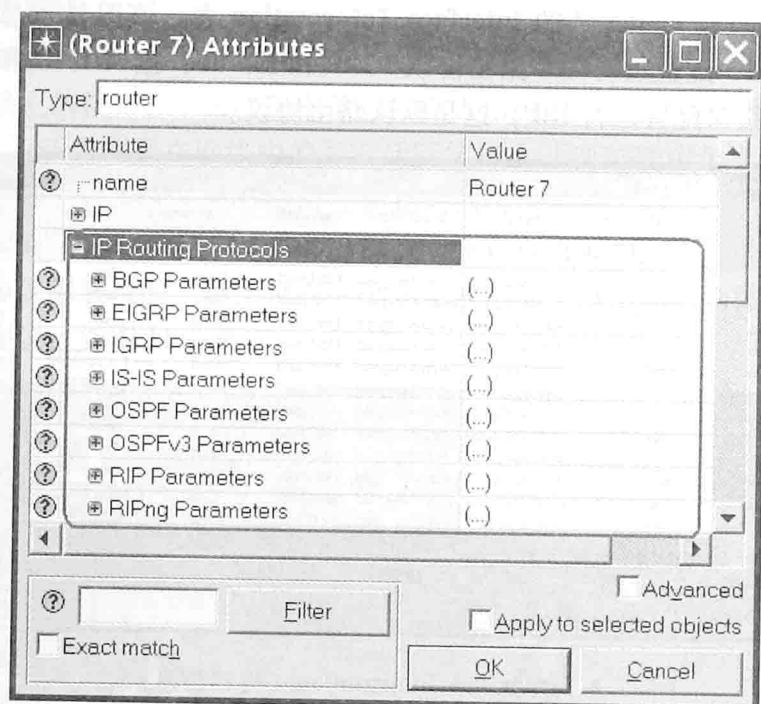 (Router 7) Attributes
Type: router
Attribute Value
name Router 7
IP
IP Routing Protocols
BGP Parameters (...)
EIGRP Parameters (...)
IGRP Parameters (...)
IS-IS Parameters (...)
OSPF Parameters (...)
OSPFv3 Parameters (...)
RIP Parameters (...)
RIPng Parameters (...)
Advanced
Filter
Apply to selected objects
Exact match
OK Cancel